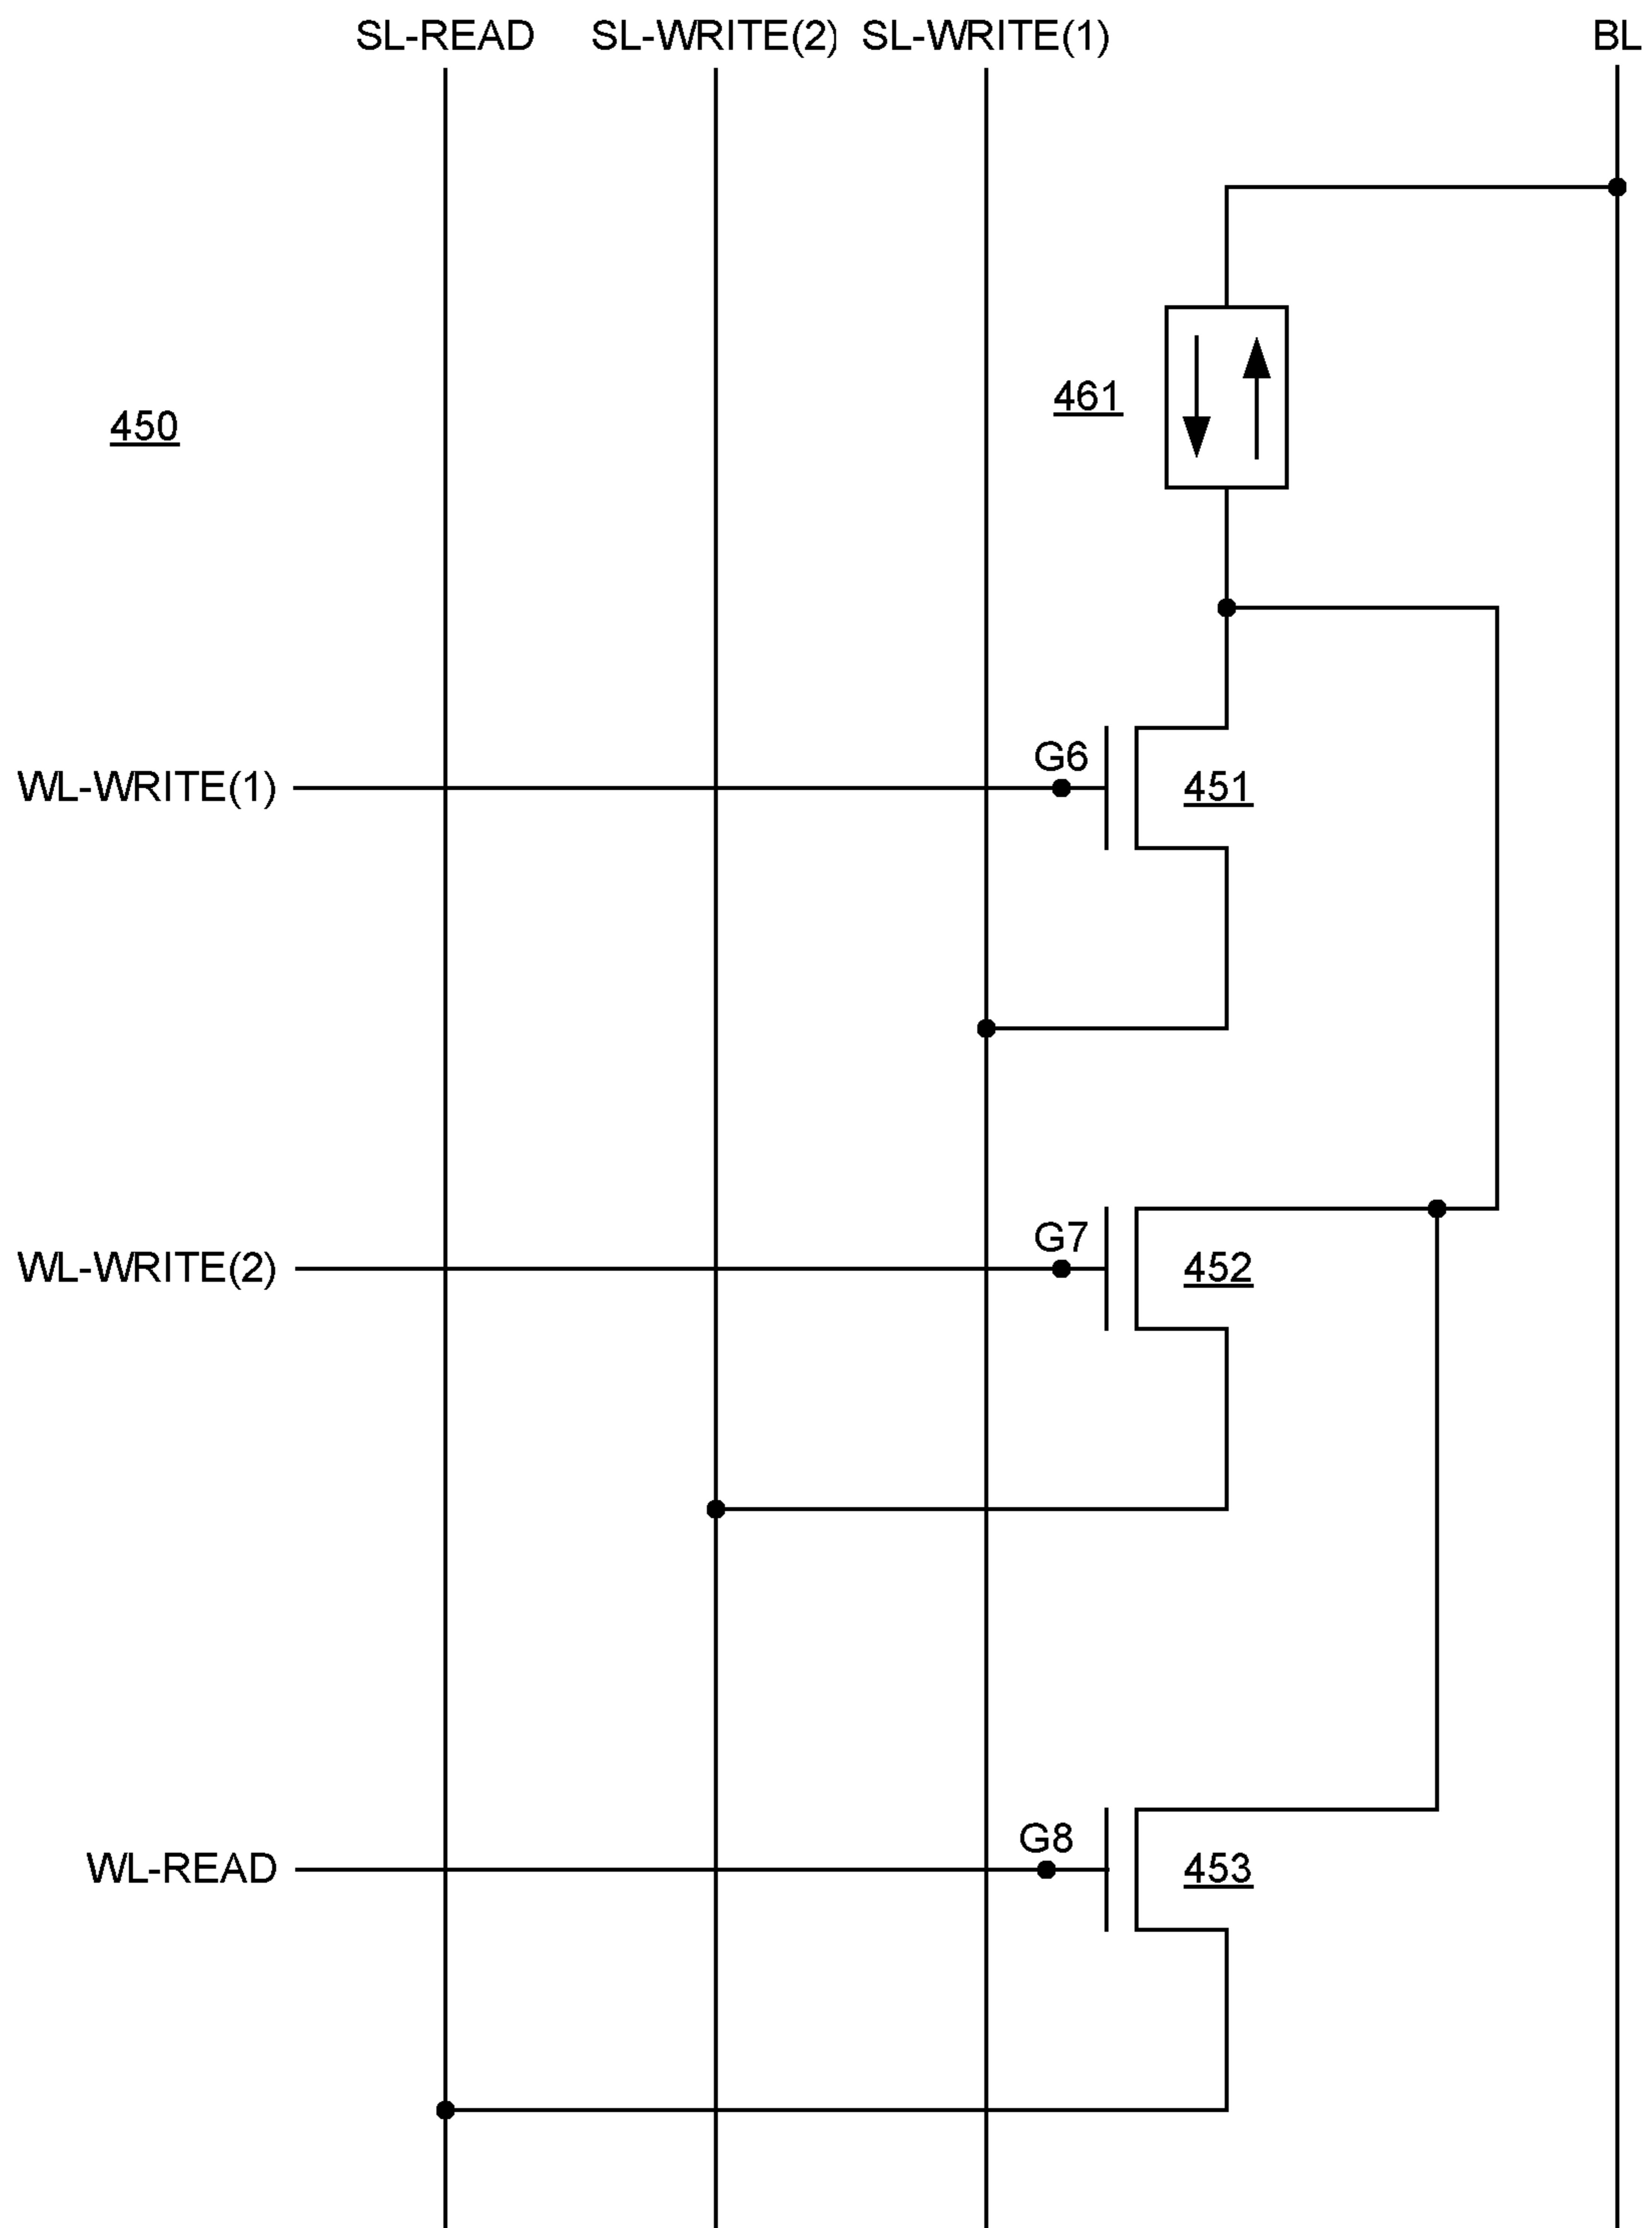 SL-READ SL-WRITE(2) SL-WRITE(1) BL
461
450
G6
WL-WRITE(1) 451
G7
WL-WRITE(2) 452
G8
WL-READ 453